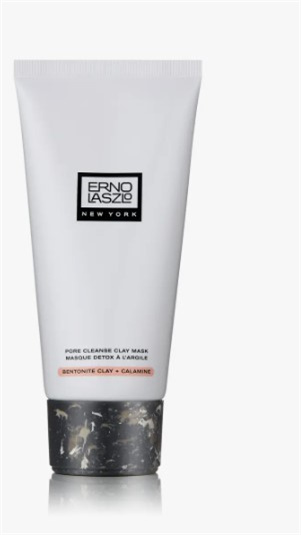 ERNO
LASZLO
NEW YORK
PORE CLEANSE CLAY MASK
MASQUE DETOX À L'ARGILE
BENTONITE CLAY + CALAMINE